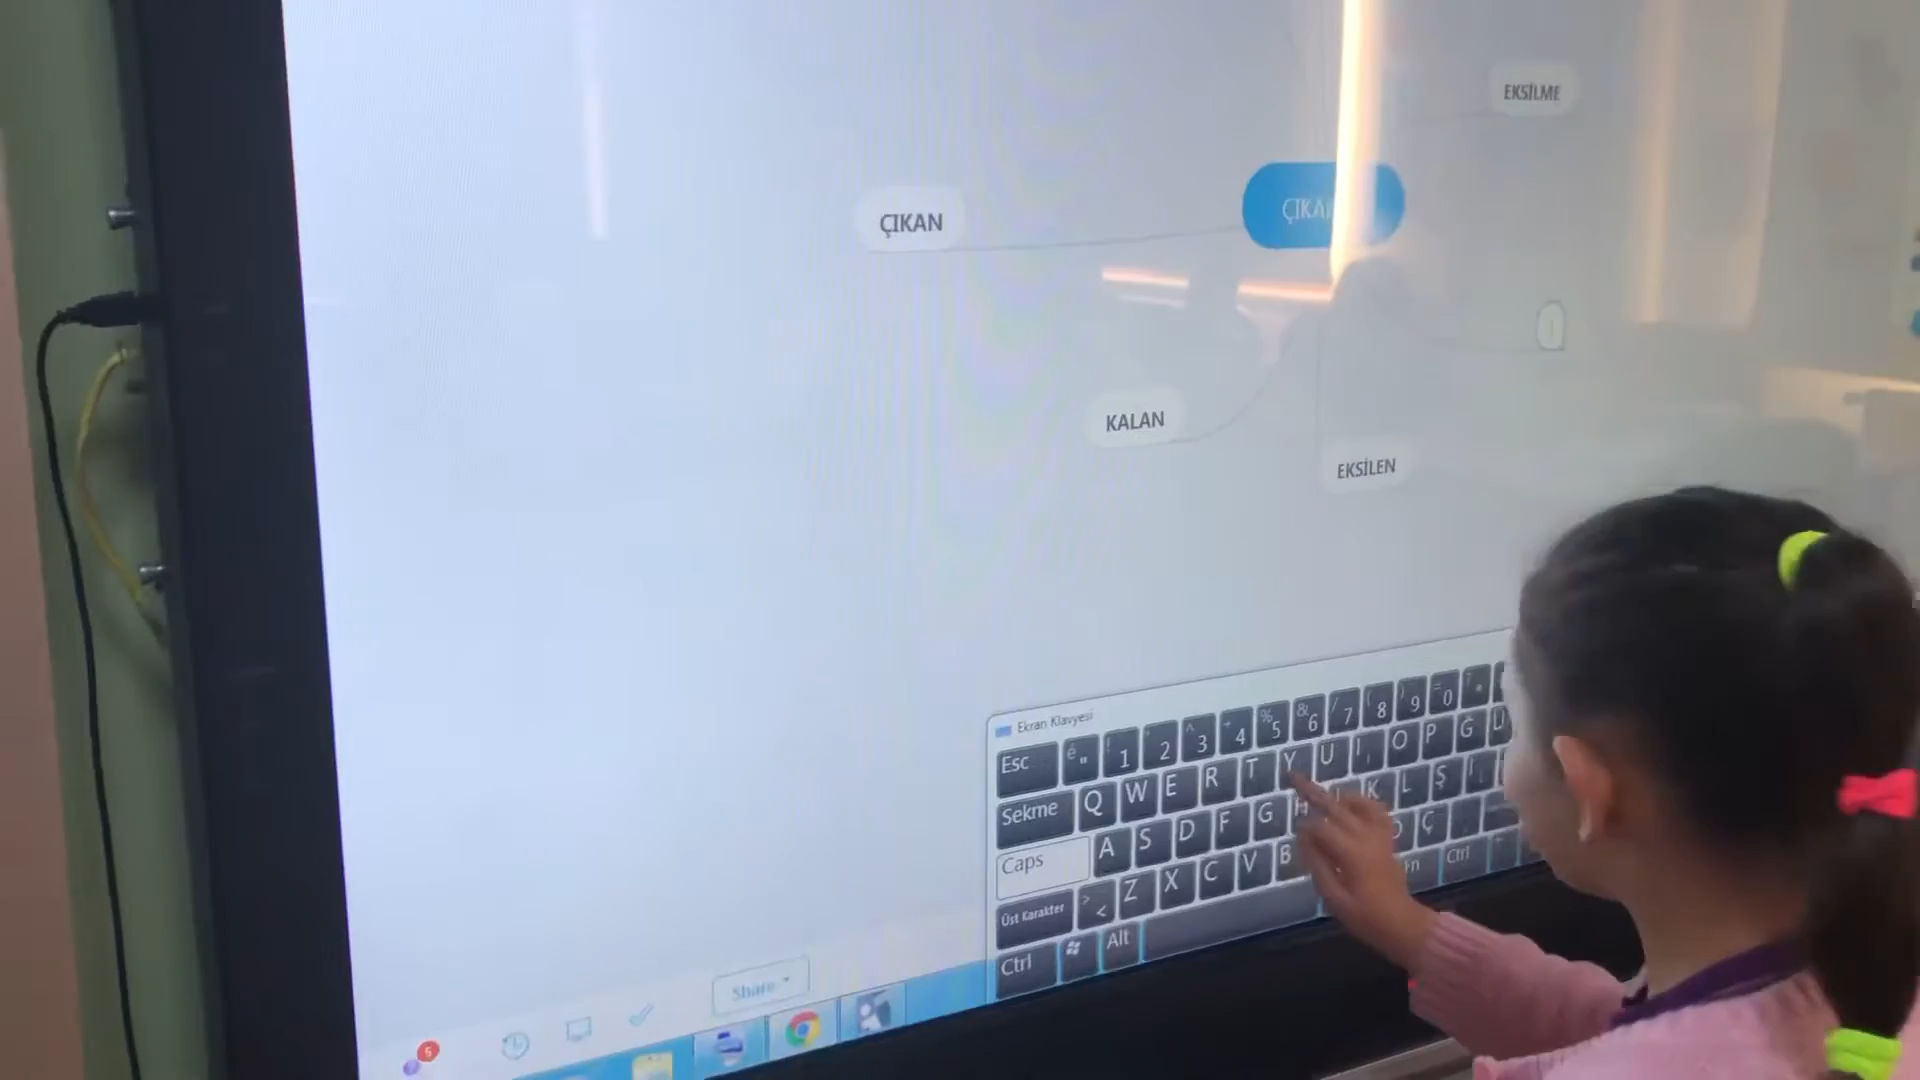 EKSİLME
ÇIKAN
KALAN
EKSİLEN
Ekran Klavyesi
Esc é " ! 1 ' 2 ^ 3 + 4 % 5 & 6 / 7 ( 8 ) 9 = 0 ? *
Sekme Q W E R T Y U I O P Ğ Ü
Caps A S D F G H K L Ş İ
Üst Karakter > < Z X C V B Ö Ç .
Ctrl Alt Ctrl
Share
5